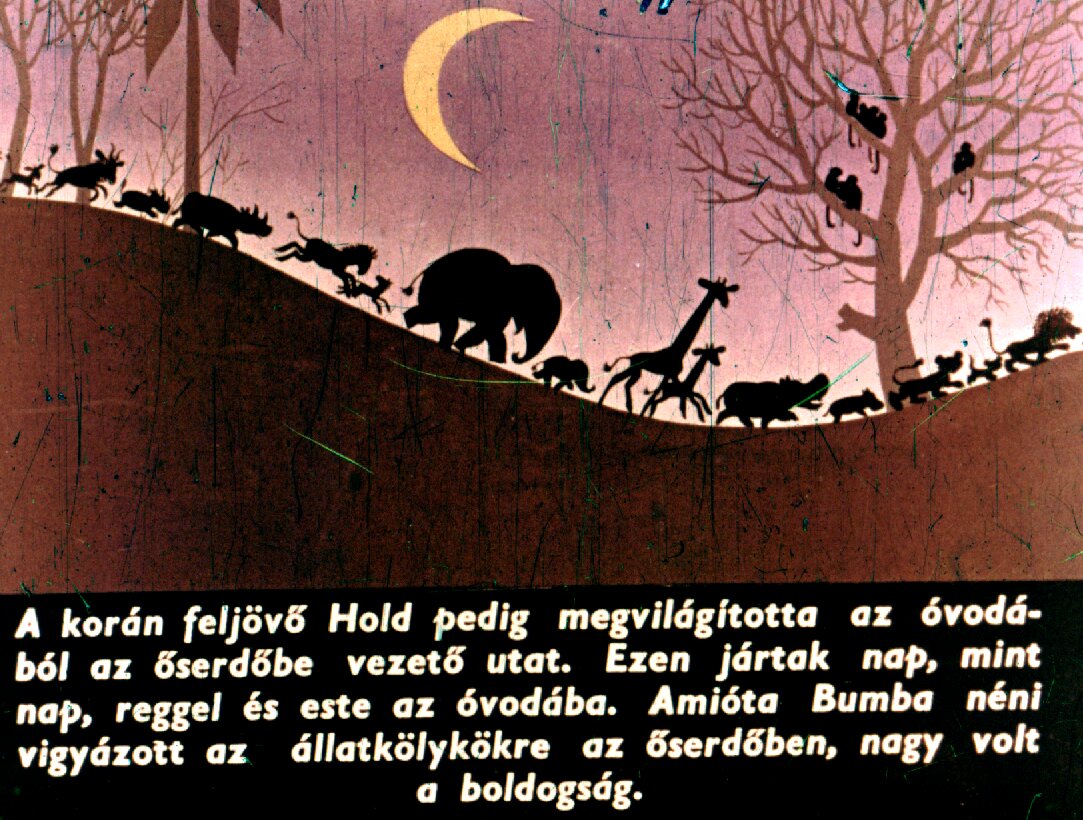 A korán feljövő Hold pedig megvilágította az óvodá-
ból az őserdőbe vezető utat. Ezen jártak nap, mint
nap, reggel és este az óvodába. Amióta Bumba néni
vigyázott az állatkölykökre az őserdőben, nagy volt
a boldogság.